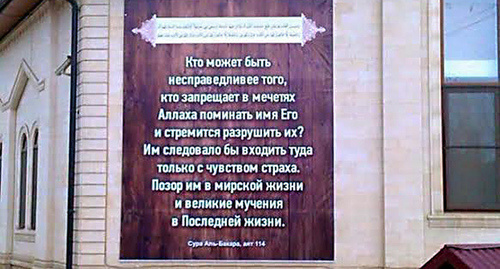 Кто может быть
несправедливее того,
кто запрещает в мечетях
Аллаха поминать имя Его
и стремится разрушить их?
Им следовало бы входить туда
только с чувством страха.
Позор им в мирской жизни
и великие мучения
в Последней жизни.
Сура Аль-Бакара, аят 114